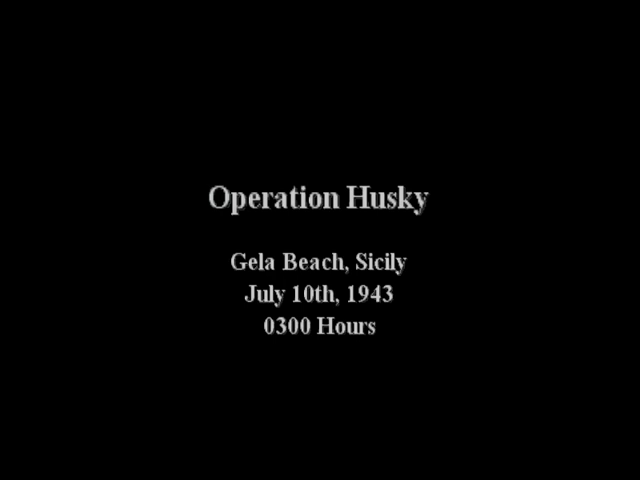 Operation Husky
Gela Beach, Sicily
July 10th, 1943
0300 Hours